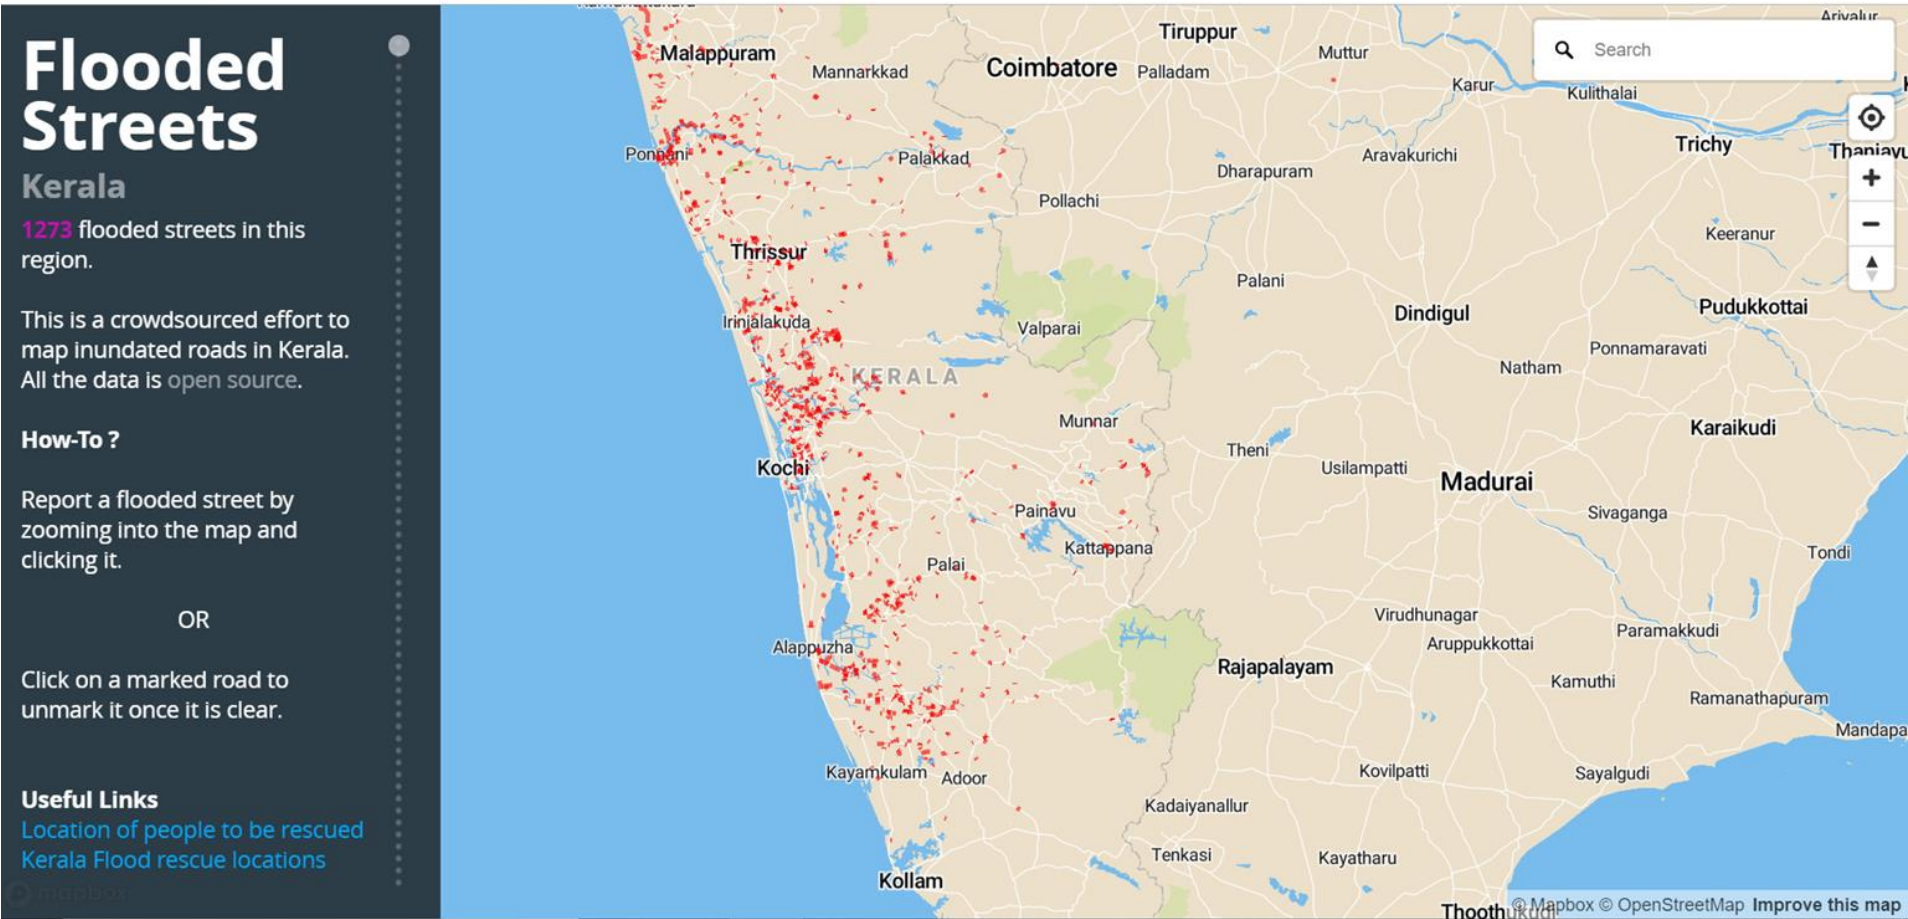 Flooded
Streets
Kerala
1273 flooded streets in this
region.
This is a crowdsourced effort to
map inundated roads in Kerala.
All the data is open source.
How-To ?
Report a flooded street by
zooming into the map and
clicking it.
OR
Click on a marked road to
unmark it once it is clear.
Useful Links
Location of people to be rescued
Kerala Flood rescue locations
mapbox
Search
Ariyalur
Tiruppur
Malappuram
Mannarkkad
Coimbatore
Palladam
Muttur
Karur
Kulithalai
Ponnani
Palakkad
Dharapuram
Aravakurichi
Trichy
Pollachi
Keeranur
Thrissur
Palani
Irinjalakuda
Valparai
Dindigul
Pudukkottai
Ponnamaravati
Natham
KERALA
Munnar
Karaikudi
Theni
Usilampatti
Kochi
Madurai
Painavu
Sivaganga
Kattappana
Tondi
Palai
Virudhunagar
Paramakkudi
Alappuzha
Aruppukkottai
Rajapalayam
Kamuthi
Ramanathapuram
Mandapa
Kayamkulam
Adoor
Kovilpatti
Sayalgudi
Kadaiyanallur
Tenkasi
Kayatharu
Kollam
Thoothukudi
© Mapbox © OpenStreetMap Improve this map